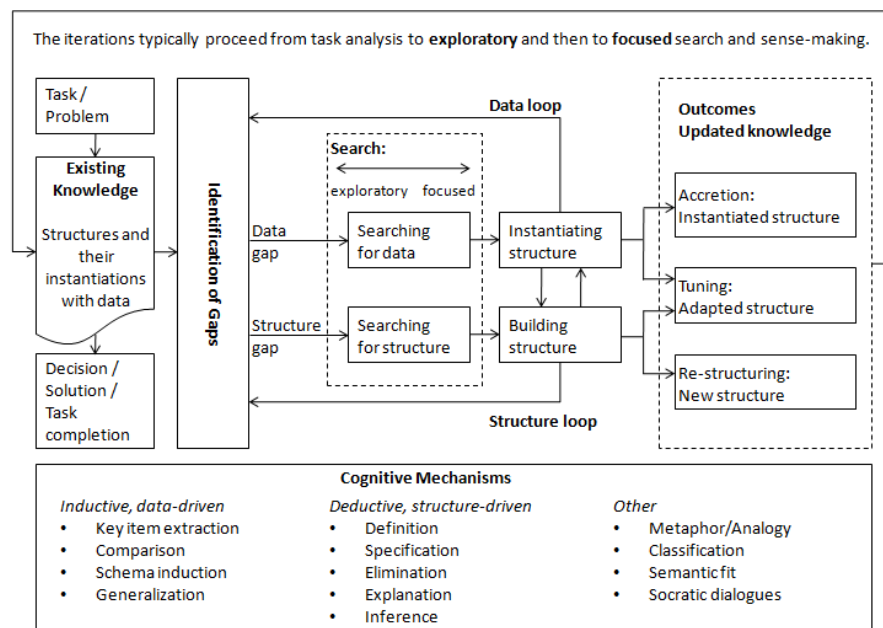 The iterations typically proceed from task analysis to exploratory and then to focused search and sense-making.
Task /
Problem
Existing
Knowledge
Structures and
their
instantiations
with data
Decision /
Solution /
Task
completion
Identification of Gaps
Data loop
Search:
exploratory focused
Data
gap
Searching
for data
Instantiating
structure
Structure
gap
Searching
for structure
Building
structure
Structure loop
Outcomes
Updated knowledge
Accretion:
Instantiated structure
Tuning:
Adapted structure
Re-structuring:
New structure
Cognitive Mechanisms
Inductive, data-driven
• Key item extraction
• Comparison
• Schema induction
• Generalization
Deductive, structure-driven
• Definition
• Specification
• Elimination
• Explanation
• Inference
Other
• Metaphor/Analogy
• Classification
• Semantic fit
• Socratic dialogues